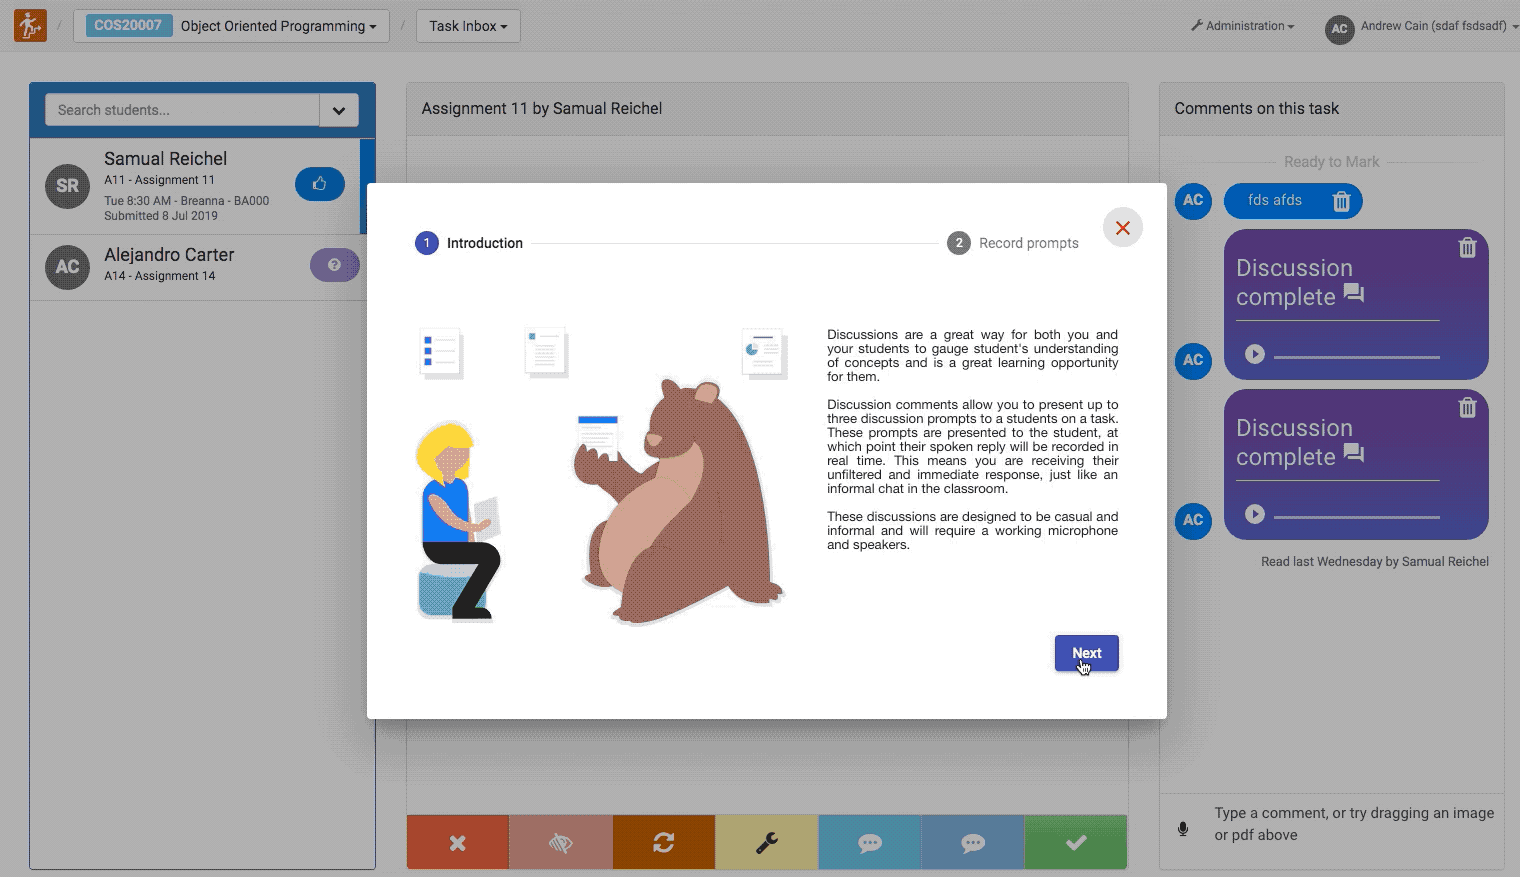 / COS20007 Object Oriented Programming / Task Inbox
Administration
AC Andrew Cain (sdaf fsdsadf)
Search students...
SR
Samual Reichel
A11 - Assignment 11
Tue 8:30 AM - Breanna - BA000
Submitted 8 Jul 2019
AC
Alejandro Carter
A14 - Assignment 14
Assignment 11 by Samual Reichel
1 Introduction
2 Record prompts
Discussions are a great way for both you and
your students to gauge student's understanding
of concepts and is a great learning opportunity
for them.
Discussion comments allow you to present up to
three discussion prompts to a students on a task.
These prompts are presented to the student, at
which point their spoken reply will be recorded in
real time. This means you are receiving their
unfiltered and immediate response, just like an
informal chat in the classroom.
These discussions are designed to be casual and
informal and will require a working microphone
and speakers.
Next
Comments on this task
Ready to Mark
AC
fds afds
Discussion
complete
AC
Discussion
complete
AC
Read last Wednesday by Samual Reichel
Type a comment, or try dragging an image
or pdf above